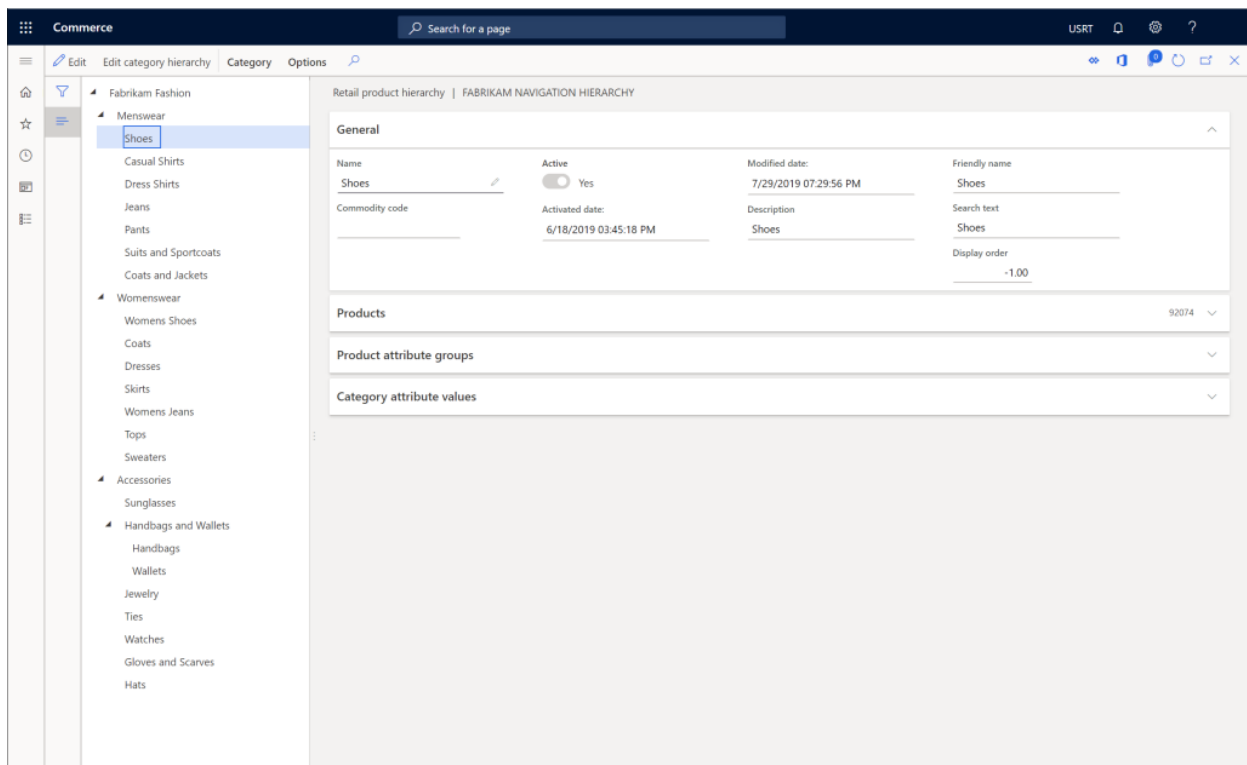 Commerce
Search for a page
USRT
Edit Edit category hierarchy Category Options
0
Fabrikam Fashion
Menswear
Shoes
Casual Shirts
Dress Shirts
Jeans
Pants
Suits and Sportcoats
Coats and Jackets
Womenswear
Womens Shoes
Coats
Dresses
Skirts
Womens Jeans
Tops
Sweaters
Accessories
Sunglasses
Handbags and Wallets
Handbags
Wallets
Jewelry
Ties
Watches
Gloves and Scarves
Hats
Retail product hierarchy | FABRIKAM NAVIGATION HIERARCHY
General
Name
Shoes
Commodity code
Active
Yes
Activated date:
6/18/2019 03:45:18 PM
Modified date:
7/29/2019 07:29:56 PM
Description
Shoes
Friendly name
Shoes
Search text
Shoes
Display order
-1.00
Products 92074
Product attribute groups
Category attribute values